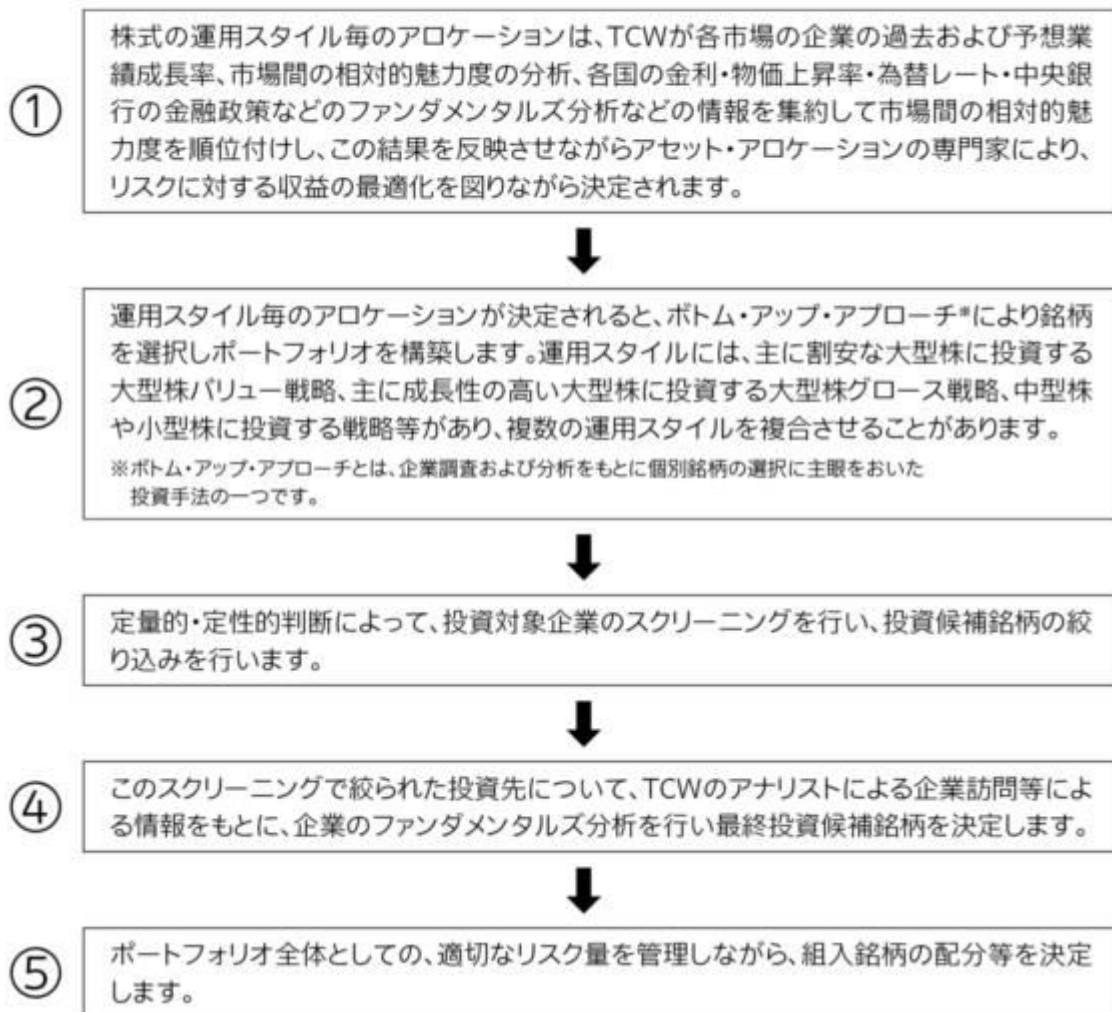 ①
株式の運用スタイル毎のアロケーションは、TCWが各市場の企業の過去および予想業
績成長率、市場間の相対的魅力度の分析、各国の金利・物価上昇率・為替レート・中央銀
行の金融政策などのファンダメンタルズ分析などの情報を集約して市場間の相対的魅
力度を順位付けし、この結果を反映させながらアセット・アロケーションの専門家により、
リスクに対する収益の最適化を図りながら決定されます。
②
運用スタイル毎のアロケーションが決定されると、ボトム・アップ・アプローチ※により銘柄
を選択しポートフォリオを構築します。運用スタイルには、主に割安な大型株に投資する
大型株バリュー戦略、主に成長性の高い大型株に投資する大型株グロース戦略、中型株
や小型株に投資する戦略等があり、複数の運用スタイルを複合させることがあります。
※ボトム・アップ・アプローチとは、企業調査および分析をもとに個別銘柄の選択に主眼をおいた
投資手法の一つです。
③
定量的・定性的判断によって、投資対象企業のスクリーニングを行い、投資候補銘柄の絞
り込みを行います。
④
このスクリーニングで絞られた投資先について、TCWのアナリストによる企業訪問等によ
る情報をもとに、企業のファンダメンタルズ分析を行い最終投資候補銘柄を決定します。
⑤
ポートフォリオ全体としての、適切なリスク量を管理しながら、組入銘柄の配分等を決定
します。